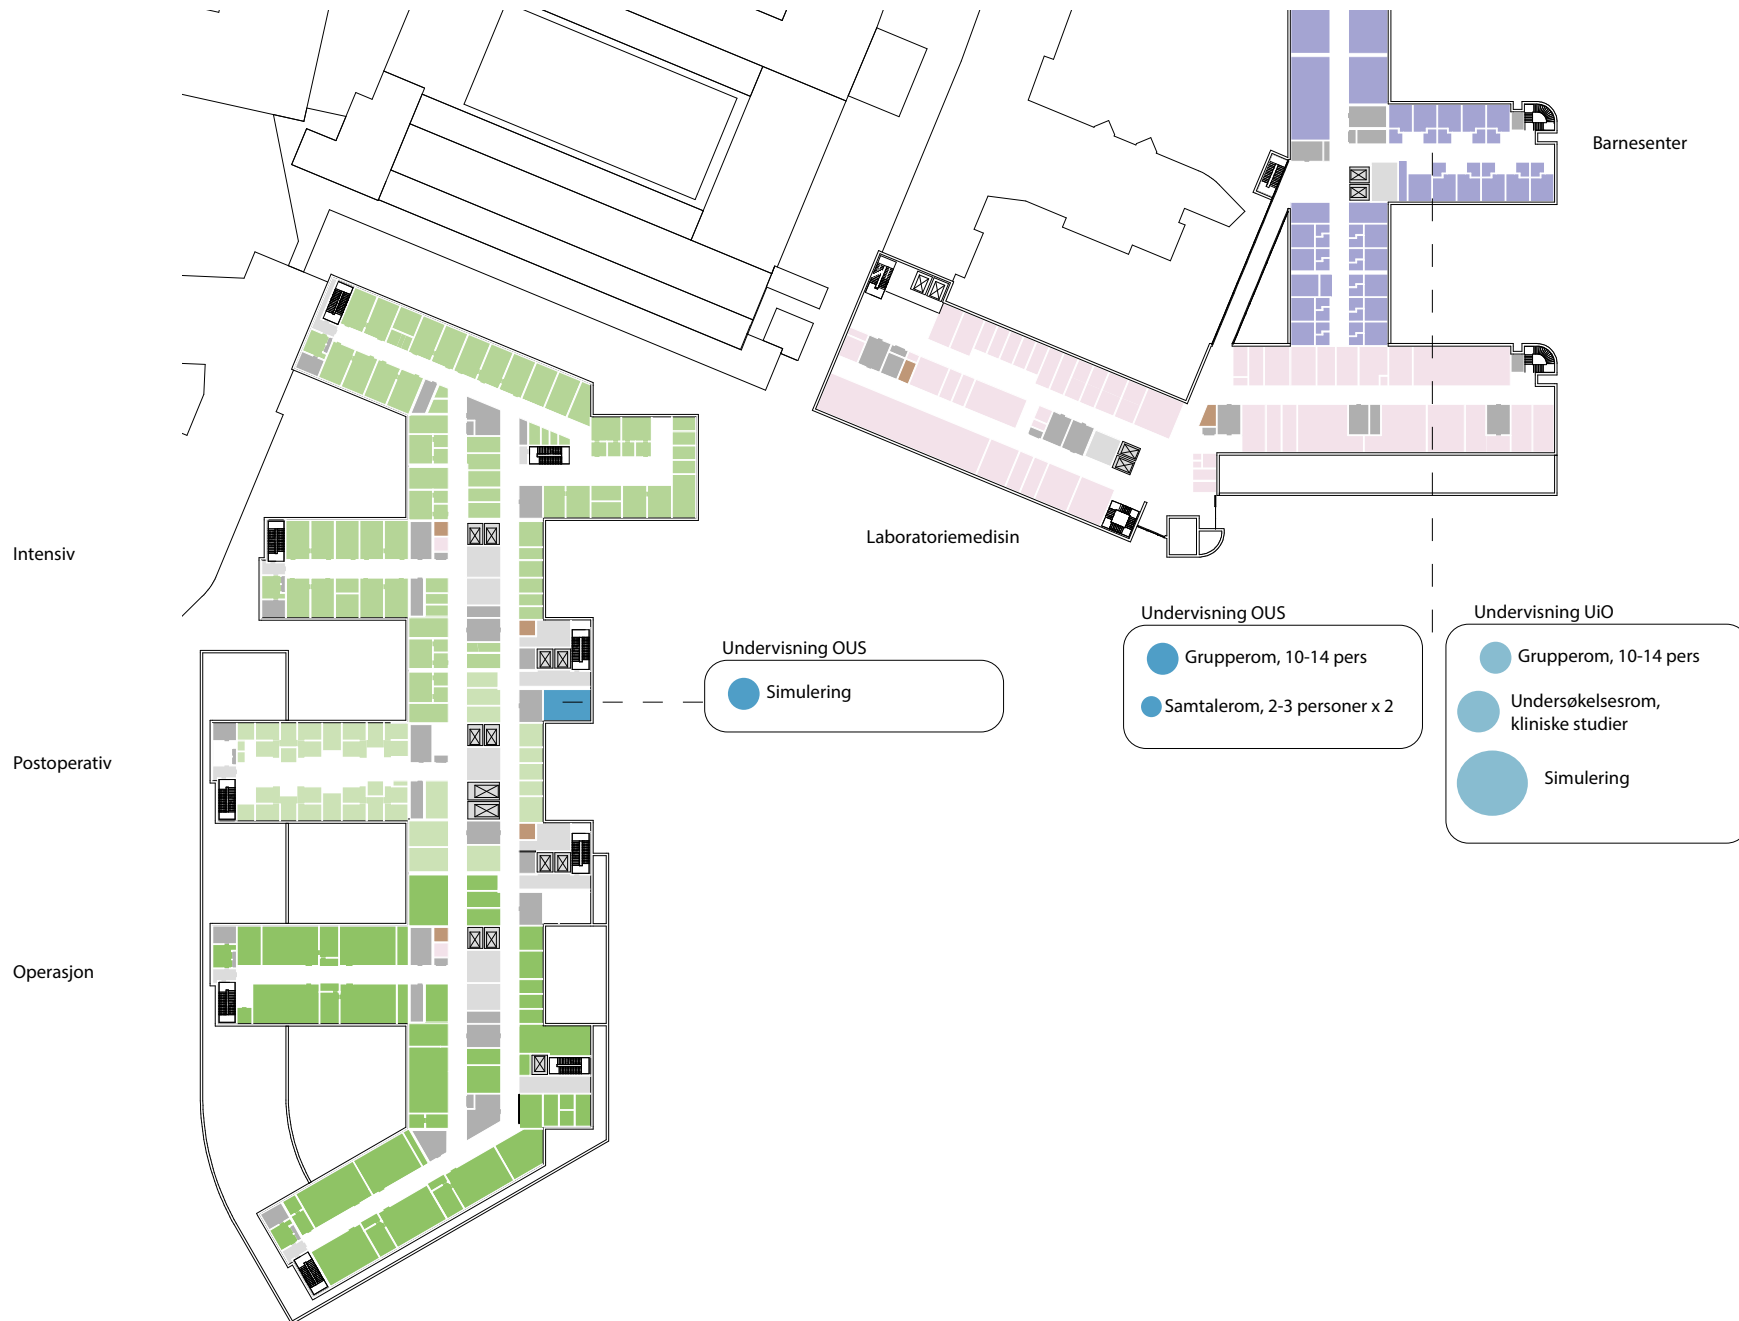 Barnesenter
Laboratoriemedisin
Intensiv
Undervisning OUS
Simulering
Undervisning OUS
Grupperom, 10-14 pers
Samtalerom, 2-3 personer x 2
Undervisning UiO
Grupperom, 10-14 pers
Undersøkelsesrom,
kliniske studier
Simulering
Postoperativ
Operasjon